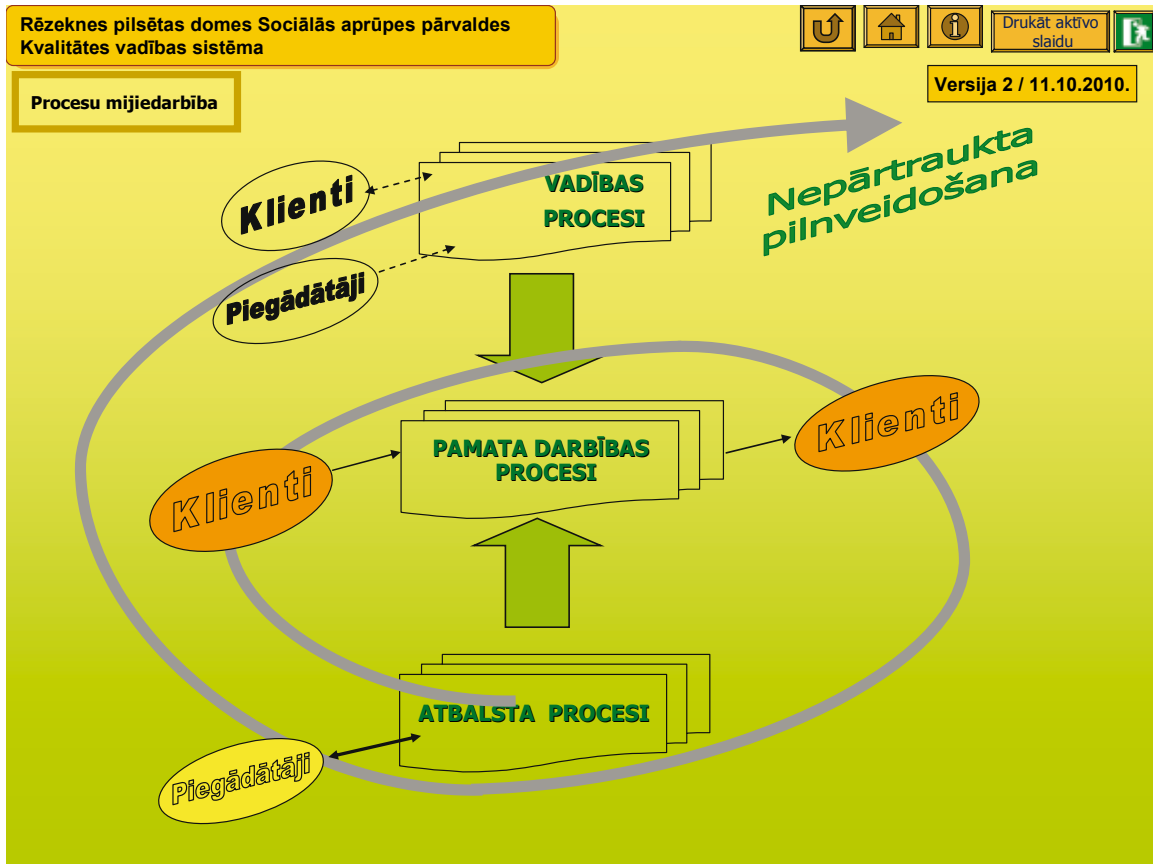 Rēzeknes pilsētas domes Sociālās aprūpes pārvaldes
Kvalitātes vadības sistēma
Drukāt aktīvo
slaidu
Procesu mijiedarbība
Versija 2 / 11.10.2010.
Nepārtraukta
pilnveidošana
Klienti
VADĪBAS
PROCESI
Piegādātāji
Klienti
PAMATA DARBĪBAS
PROCESI
Klienti
ATBALSTA PROCESI
Piegādātāji